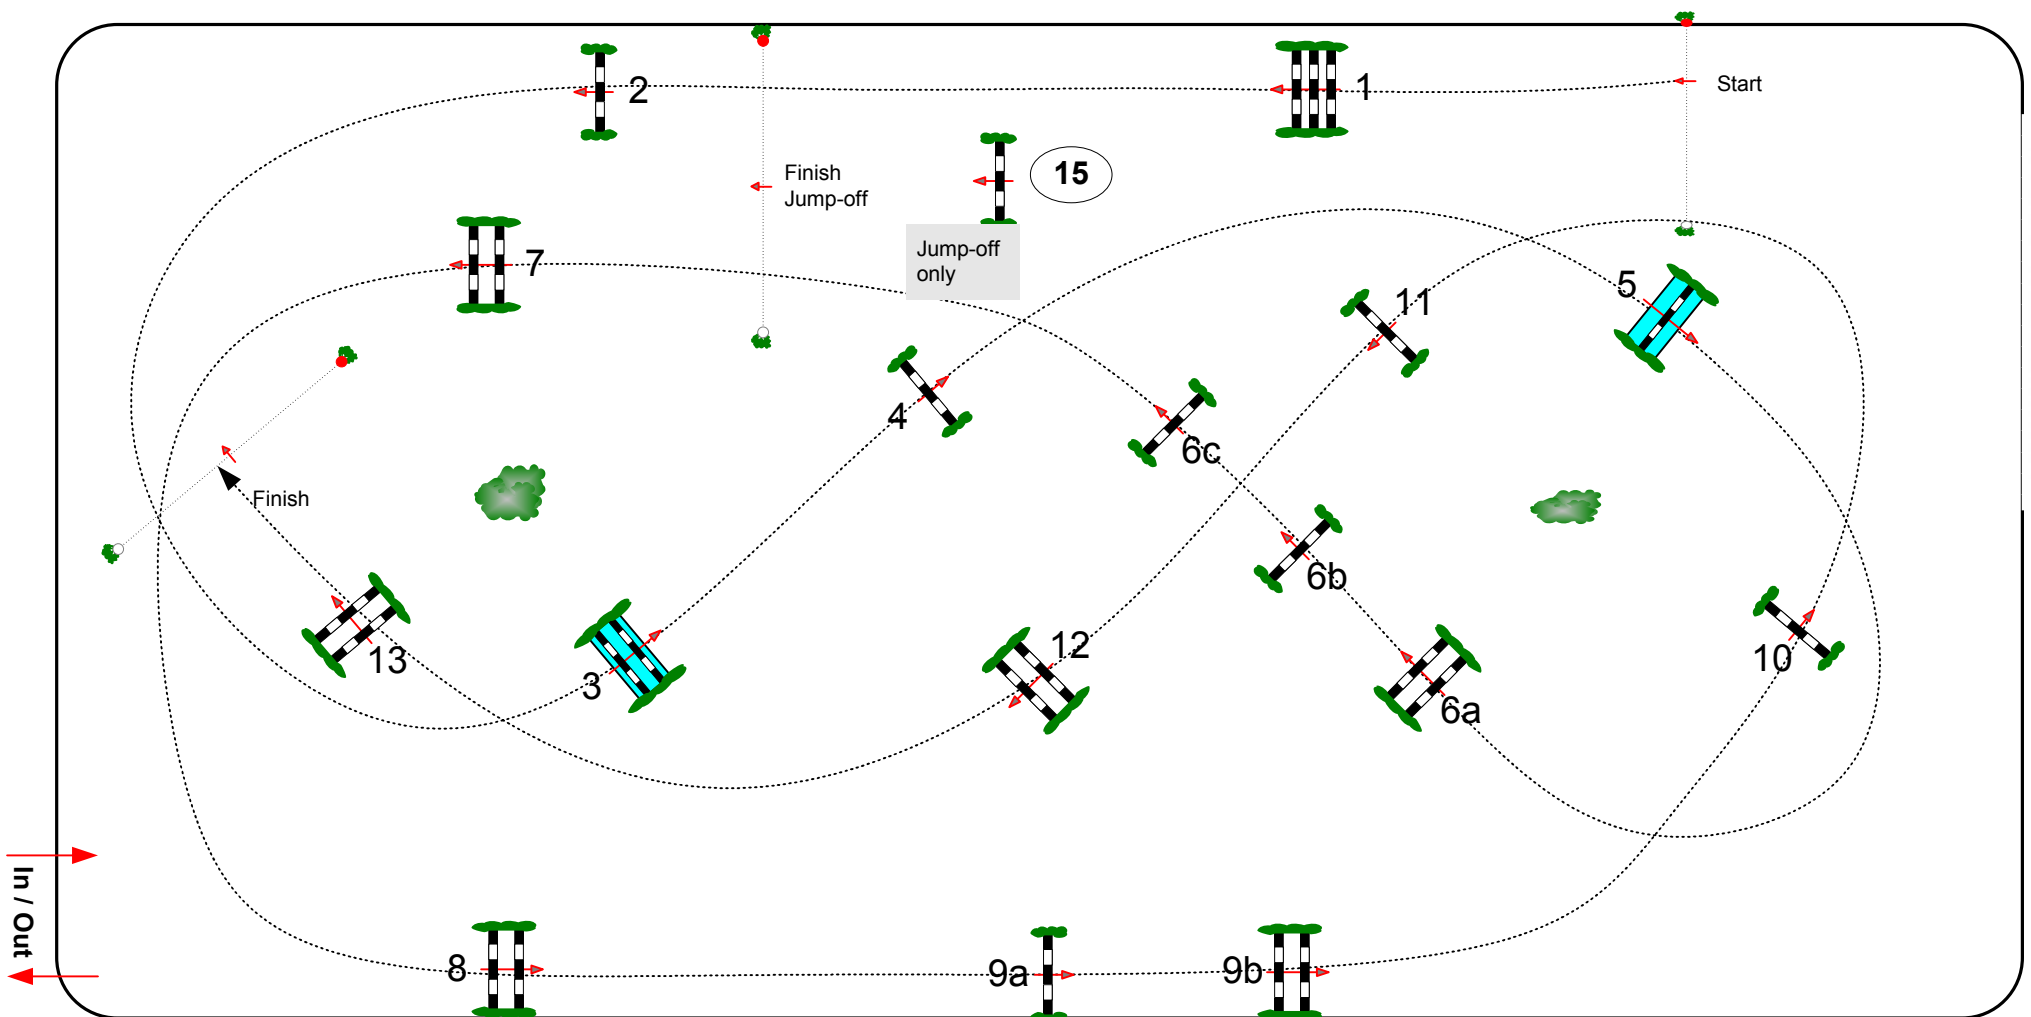 Start
1
2
15
Finish
Jump-off
Jump-off
only
7
5
11
4
6c
Finish
6b
12
13
3
10
6a
In / Out
8
9a
9b